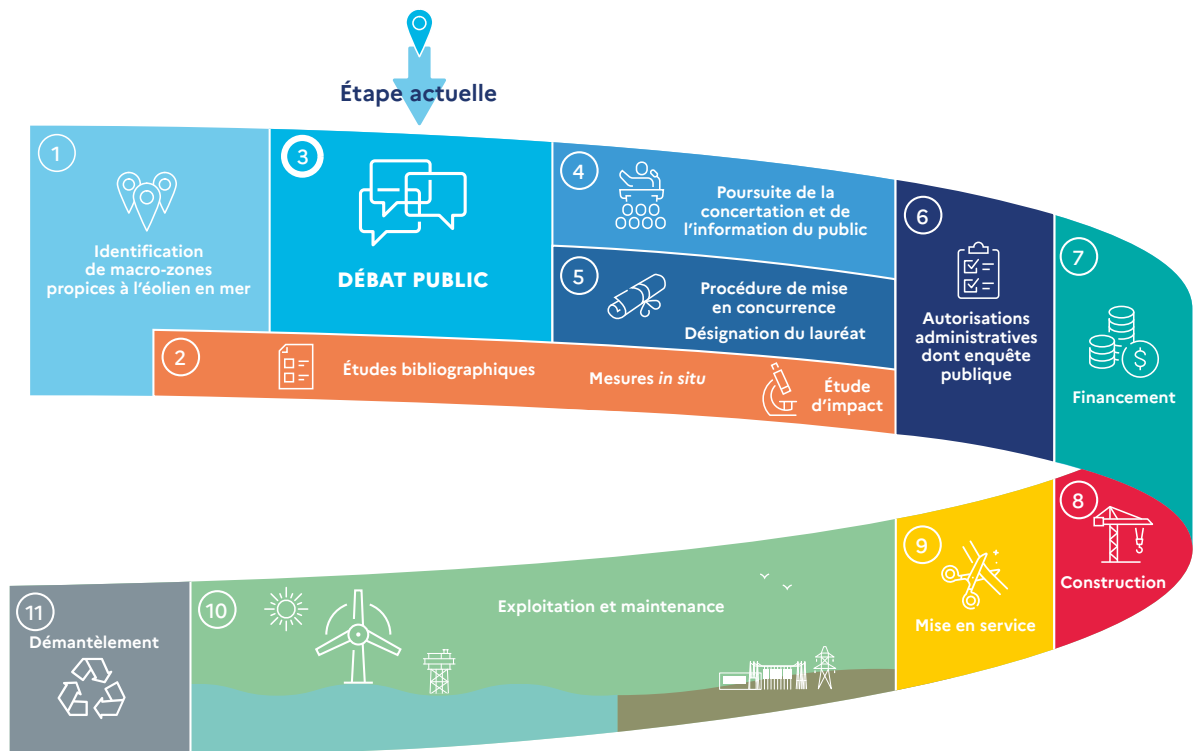 Étape actuelle
1
Identification
de macro-zones
propices à l'éolien en mer
3
DÉBAT PUBLIC
4
Poursuite de la
concertation et de
l'information du public
5
Procédure de mise
en concurrence
Désignation du lauréat
2
Études bibliographiques
Mesures in situ
Étude
d'impact
6
Autorisations
administratives
dont enquête
publique
7
$
Financement
8
Construction
9
Mise en service
10
Exploitation et maintenance
11
Démantèlement